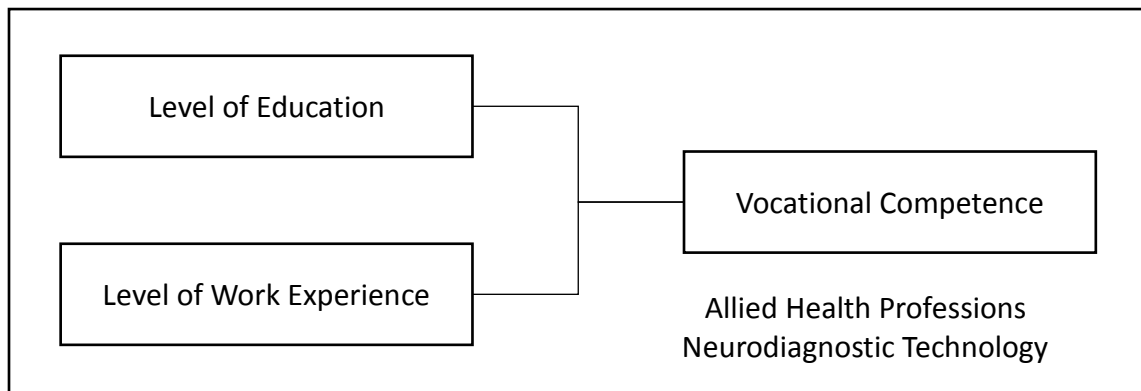 Level of Education
Vocational Competence
Level of Work Experience
Allied Health Professions
Neurodiagnostic Technology